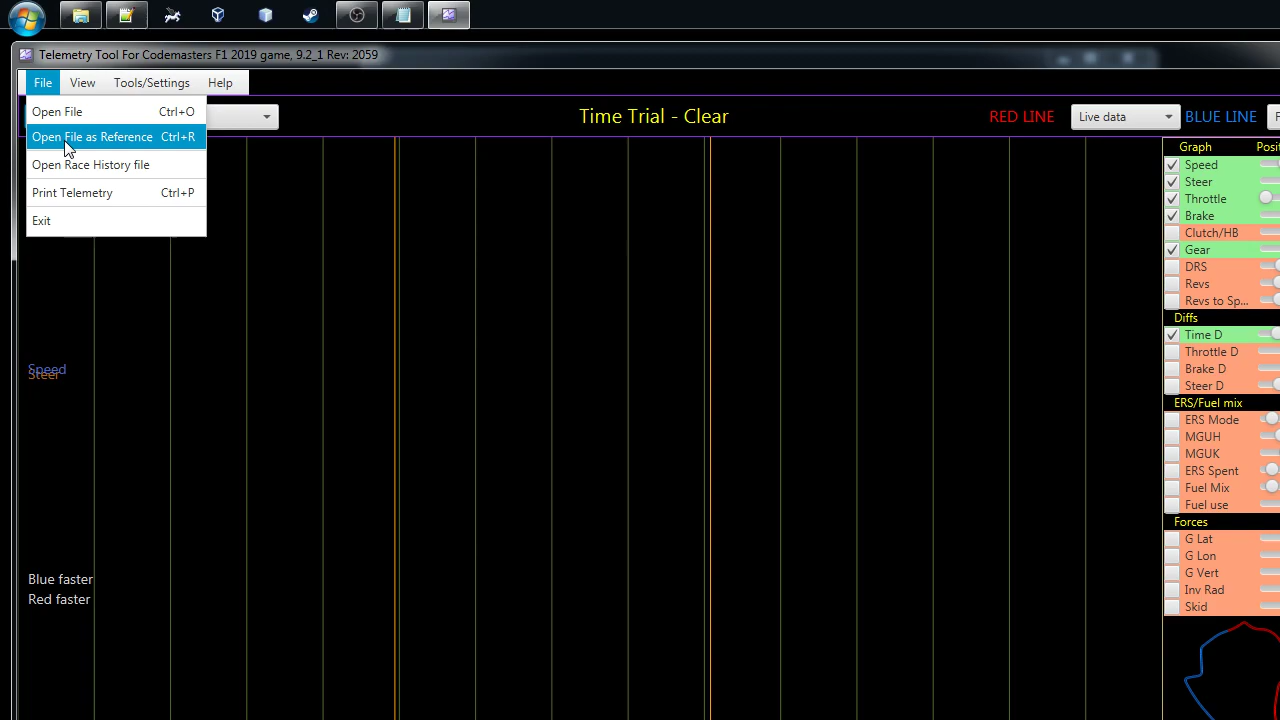 Telemetry Tool For Codemasters F1 2019 game, 9.2_1 Rev: 2059
File View Tools/Settings Help
Open File Ctrl+O
Open File as Reference Ctrl+R
Open Race History file
Print Telemetry Ctrl+P
Exit
Time Trial - Clear
RED LINE
Live data
BLUE LINE
Graph
Speed
Steer
Throttle
Brake
Clutch/HB
Gear
DRS
Revs
Revs to Sp...
Diffs
Time D
Throttle D
Brake D
Steer D
ERS/Fuel mix
ERS Mode
MGUH
MGUK
ERS Spent
Fuel Mix
Fuel use
Forces
G Lat
G Lon
G Vert
Inv Rad
Skid
Speed
Steer
Blue faster
Red faster